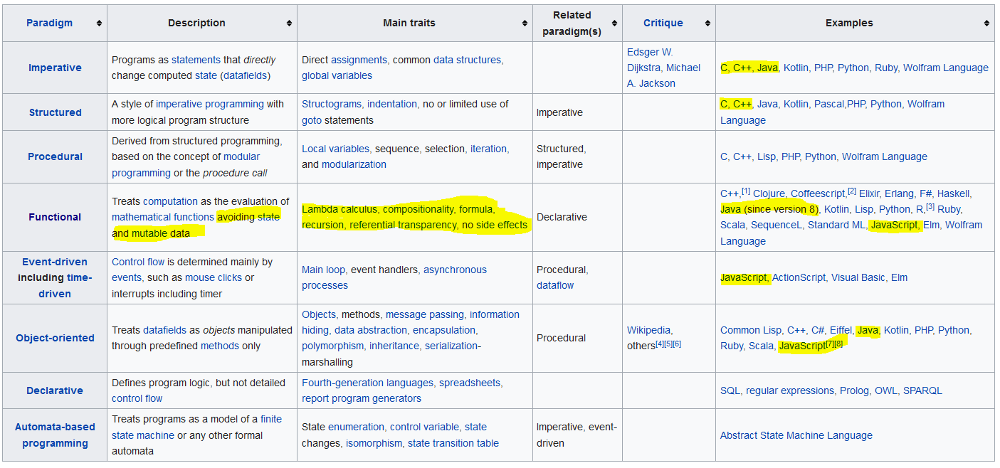 Paradigm Description Main traits Related paradigm(s) Critique Examples
Imperative
Programs as statements that directly
change computed state (datafields)
Direct assignments, common data structures,
global variables
Edsger W.
Dijkstra, Michael
A. Jackson
C, C++, Java, Kotlin, PHP, Python, Ruby, Wolfram Language
Structured
A style of imperative programming with
more logical program structure
Structograms, indentation, no or limited use of
goto statements
Imperative
C, C++, Java, Kotlin, Pascal,PHP, Python, Wolfram
Language
Procedural
Derived from structured programming,
based on the concept of modular
programming or the procedure call
Local variables, sequence, selection, iteration,
and modularization
Structured,
imperative
C, C++, Lisp, PHP, Python, Wolfram Language
Functional
Treats computation as the evaluation of
mathematical functions avoiding state
and mutable data
Lambda calculus, compositionality, formula,
recursion, referential transparency, no side effects
Declarative
C++,[1] Clojure, Coffeescript,[2] Elixir, Erlang, F#, Haskell,
Java (since version 8), Kotlin, Lisp, Python, R,[3] Ruby,
Scala, SequenceL, Standard ML, JavaScript, Elm, Wolfram
Language
Event-driven
including time-
driven
Control flow is determined mainly by
events, such as mouse clicks or
interrupts including timer
Main loop, event handlers, asynchronous
processes
Procedural,
dataflow
JavaScript, ActionScript, Visual Basic, Elm
Object-oriented
Treats datafields as objects manipulated
through predefined methods only
Objects, methods, message passing, information
hiding, data abstraction, encapsulation,
polymorphism, inheritance, serialization-
marshalling
Procedural
Wikipedia,
others[4][5][6]
Common Lisp, C++, C#, Eiffel, Java, Kotlin, PHP, Python,
Ruby, Scala, JavaScript[7][8]
Declarative
Defines program logic, but not detailed
control flow
Fourth-generation languages, spreadsheets,
report program generators
SQL, regular expressions, Prolog, OWL, SPARQL
Automata-based
programming
Treats programs as a model of a finite
state machine or any other formal
automata
State enumeration, control variable, state
changes, isomorphism, state transition table
Imperative, event-
driven
Abstract State Machine Language